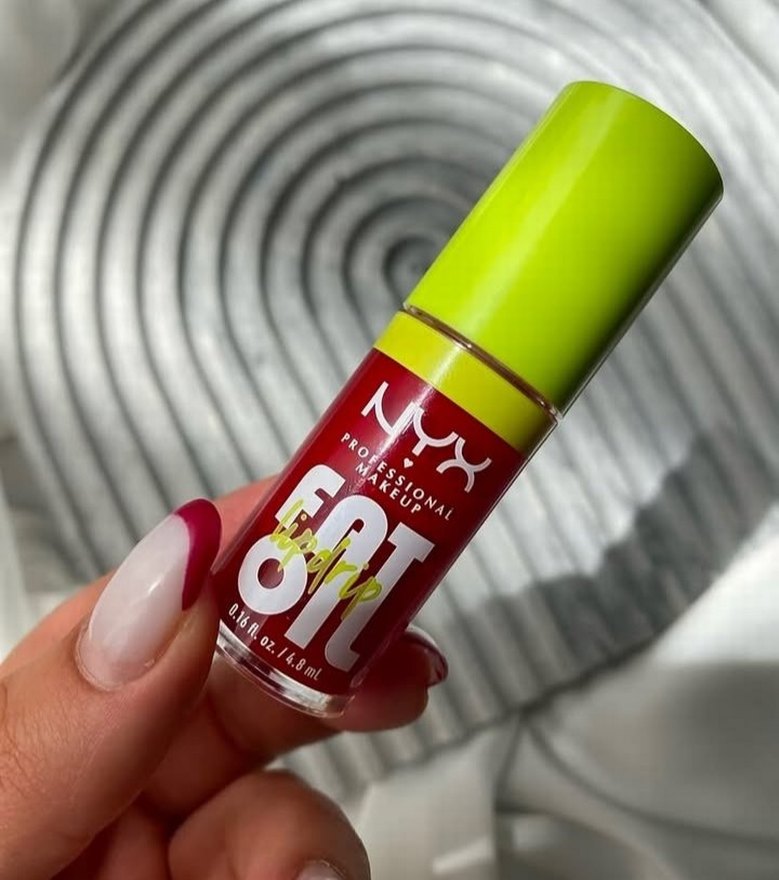 NYX
PROFESSIONAL
MAKEUP
FAT
lip drip
OIL
0.16 fl. oz. / 4.8 mL